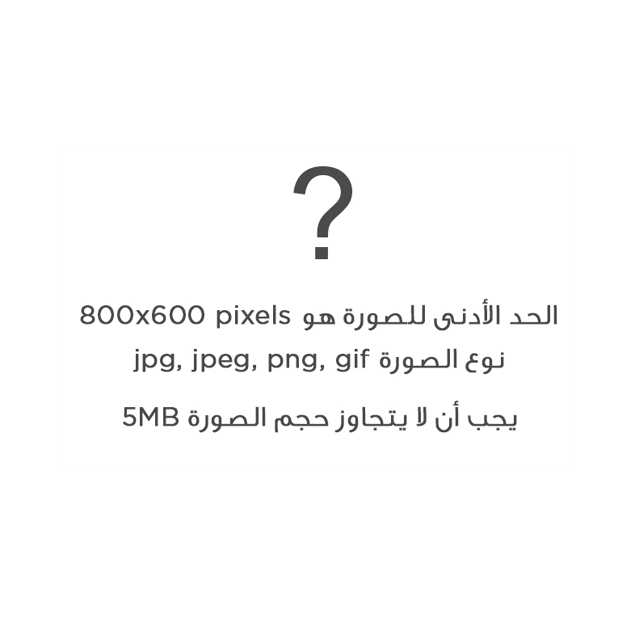 ?
الحد الأدنى للصورة هو 800x600 pixels
نوع الصورة jpg, jpeg, png, gif
يجب أن لا يتجاوز حجم الصورة 5MB